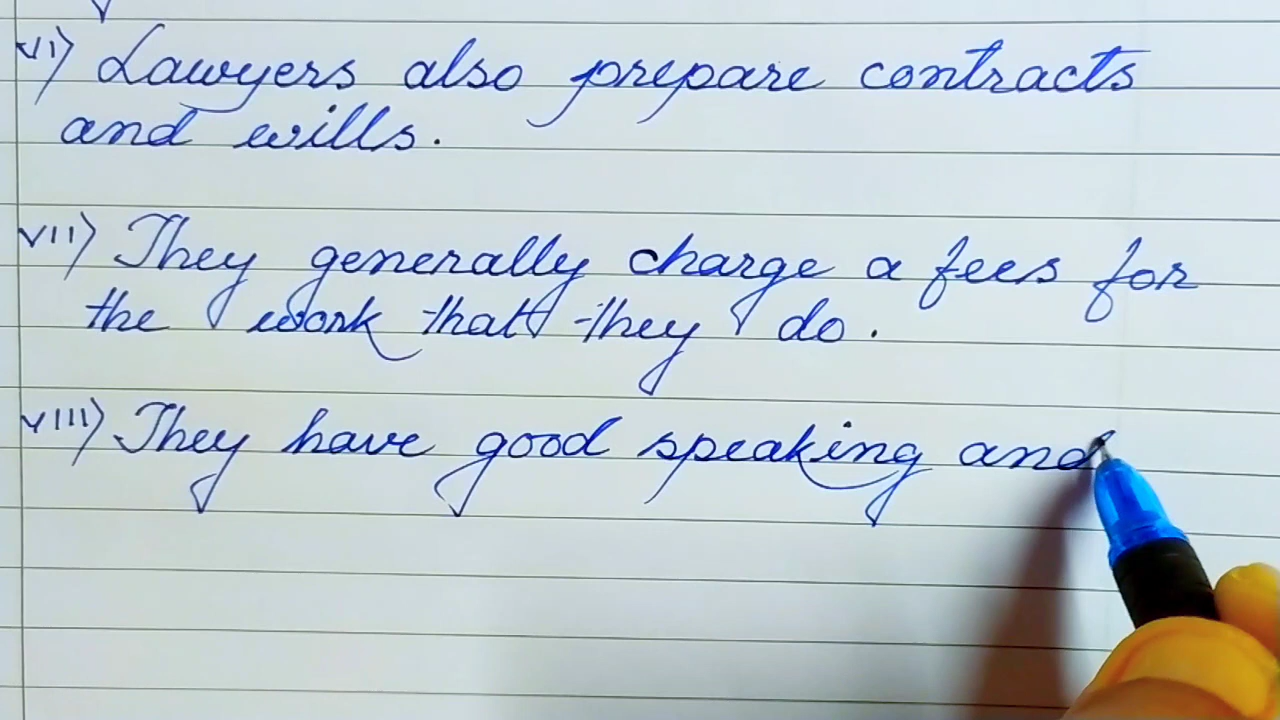 vi) Lawyers also prepare contracts
and wills.
vii) They generally charge a fees for
the work that they do.
viii) They have good speaking and